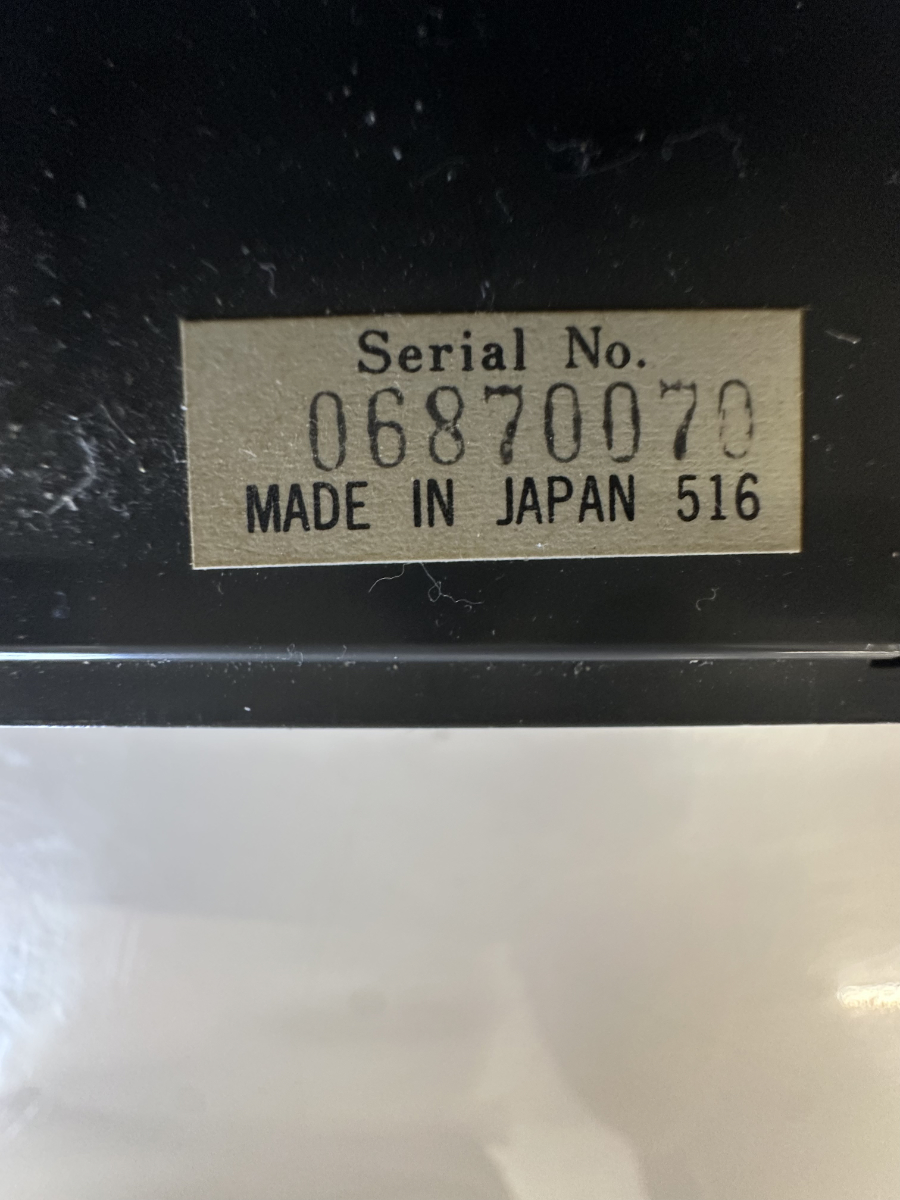 Serial No.
06870070
MADE IN JAPAN 516